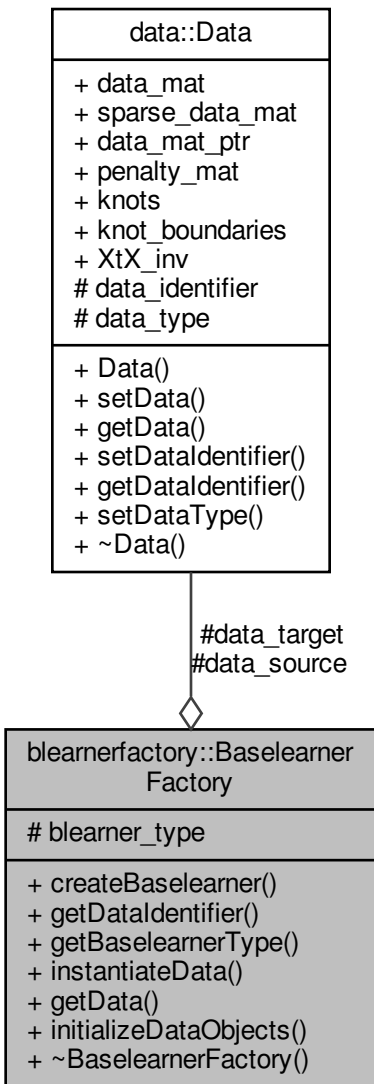 data::Data
+ data_mat
+ sparse_data_mat
+ data_mat_ptr
+ penalty_mat
+ knots
+ knot_boundaries
+ XtX_inv
# data_identifier
# data_type
+ Data()
+ setData()
+ getData()
+ setDataIdentifier()
+ getDataIdentifier()
+ setDataType()
+ ~Data()
#data_target
#data_source
blearnerfactory::Baselearner
Factory
# blearner_type
+ createBaselearner()
+ getDataIdentifier()
+ getBaselearnerType()
+ instantiateData()
+ getData()
+ initializeDataObjects()
+ ~BaselearnerFactory()